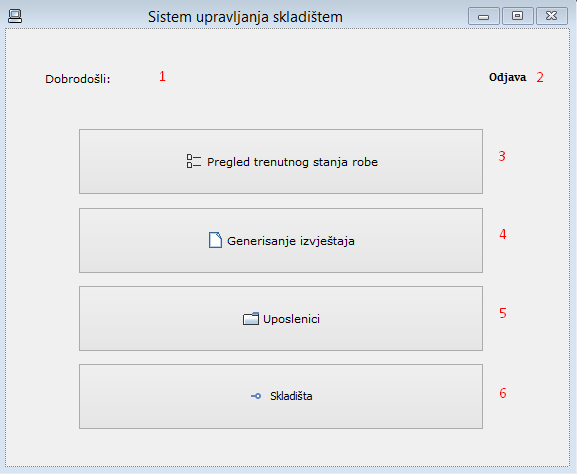 Sistem upravljanja skladištem
Dobrodošli: 1 Odjava 2
Pregled trenutnog stanja robe 3
Generisanje izvještaja 4
Uposlenici 5
Skladišta 6